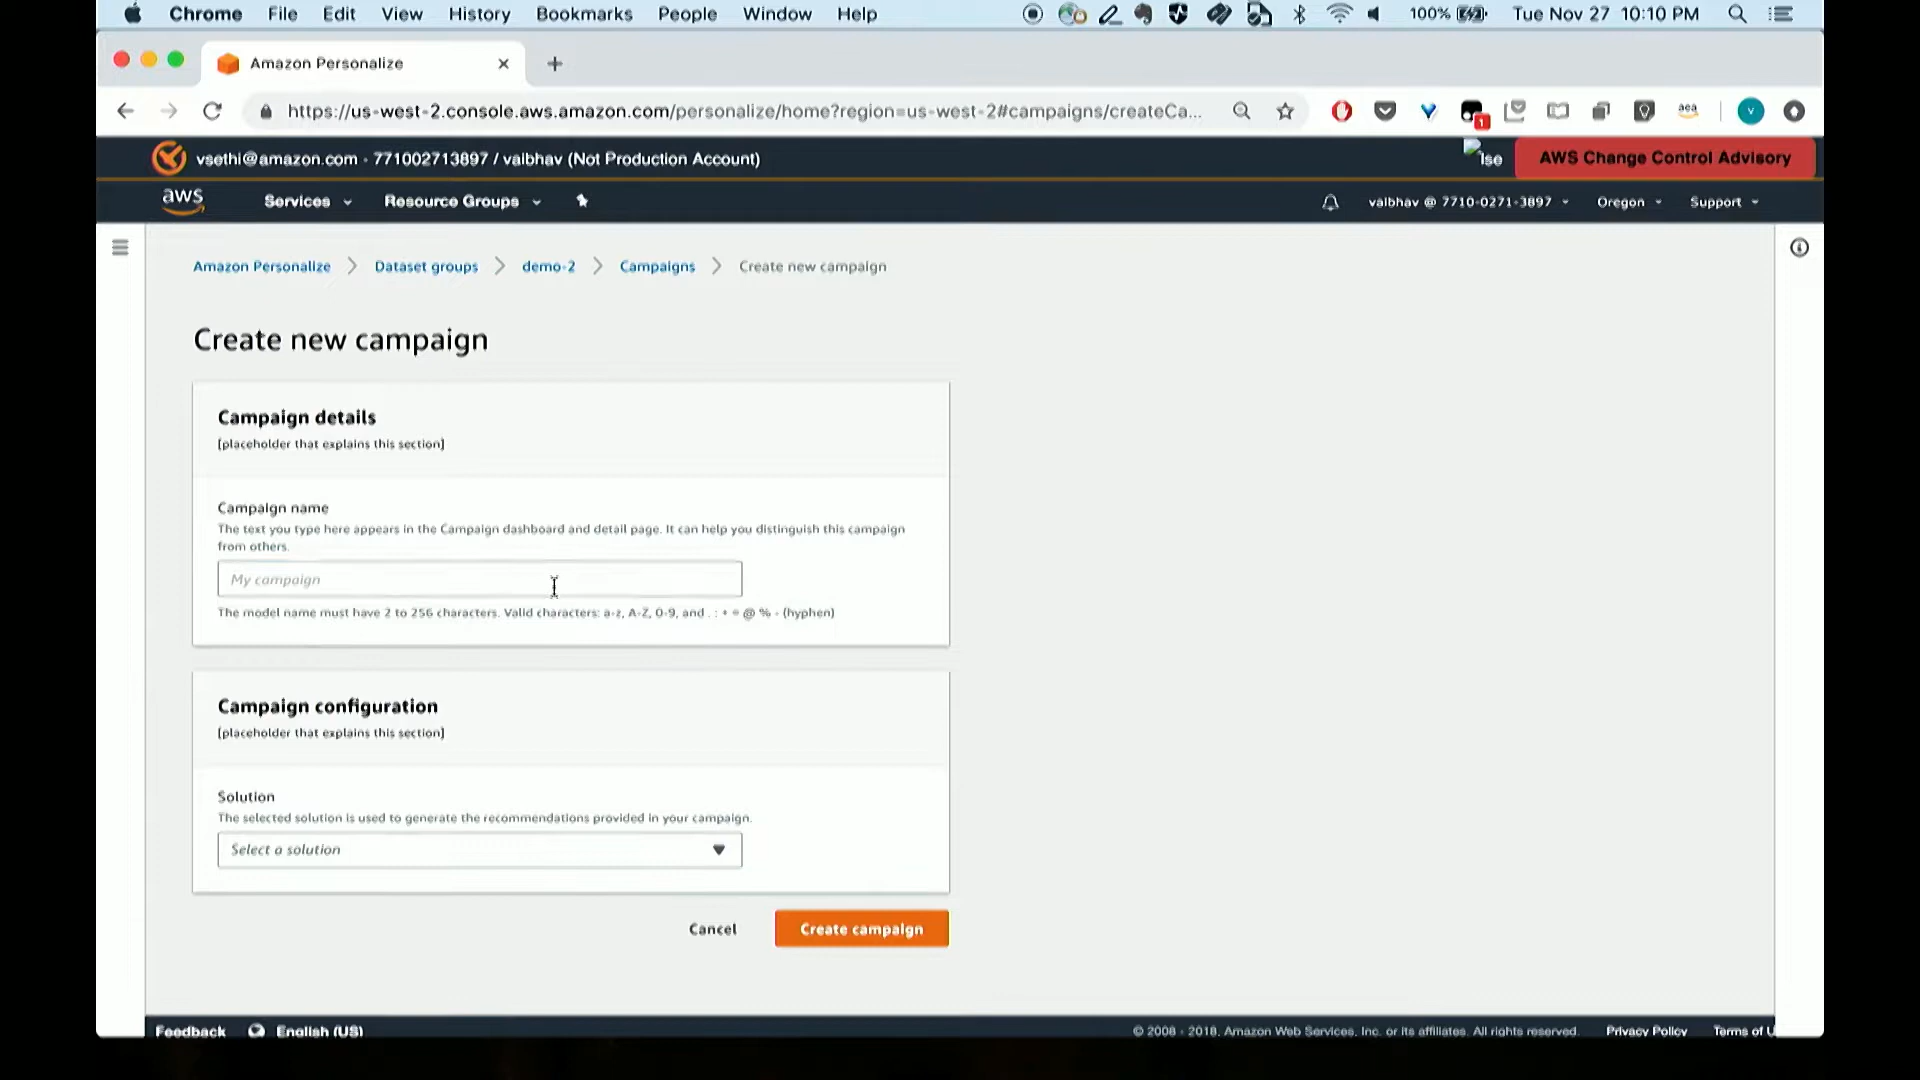 Chrome File Edit View History Bookmarks People Window Help 100% Tue Nov 27 10:10 PM
Amazon Personalize
https://us-west-2.console.aws.amazon.com/personalize/home?region=us-west-2#campaigns/createCa...
vsethi@amazon.com - 771002713897 / vaibhav (Not Production Account) Ise AWS Change Control Advisory
aws Services Resource Groups vaibhav @ 7710-0271-3897 Oregon Support
Amazon Personalize Dataset groups demo-2 Campaigns Create new campaign
Create new campaign
Campaign details
[placeholder that explains this section]
Campaign name
The text you type here appears in the Campaign dashboard and detail page. It can help you distinguish this campaign
from others.
My campaign
The model name must have 2 to 256 characters. Valid characters: a-z, A-Z, 0-9, and . : + = @ % - (hyphen)
Campaign configuration
[placeholder that explains this section]
Solution
The selected solution is used to generate the recommendations provided in your campaign.
Select a solution
Cancel Create campaign
Feedback English (US) © 2008 - 2018, Amazon Web Services, Inc. or its affiliates. All rights reserved. Privacy Policy Terms of U